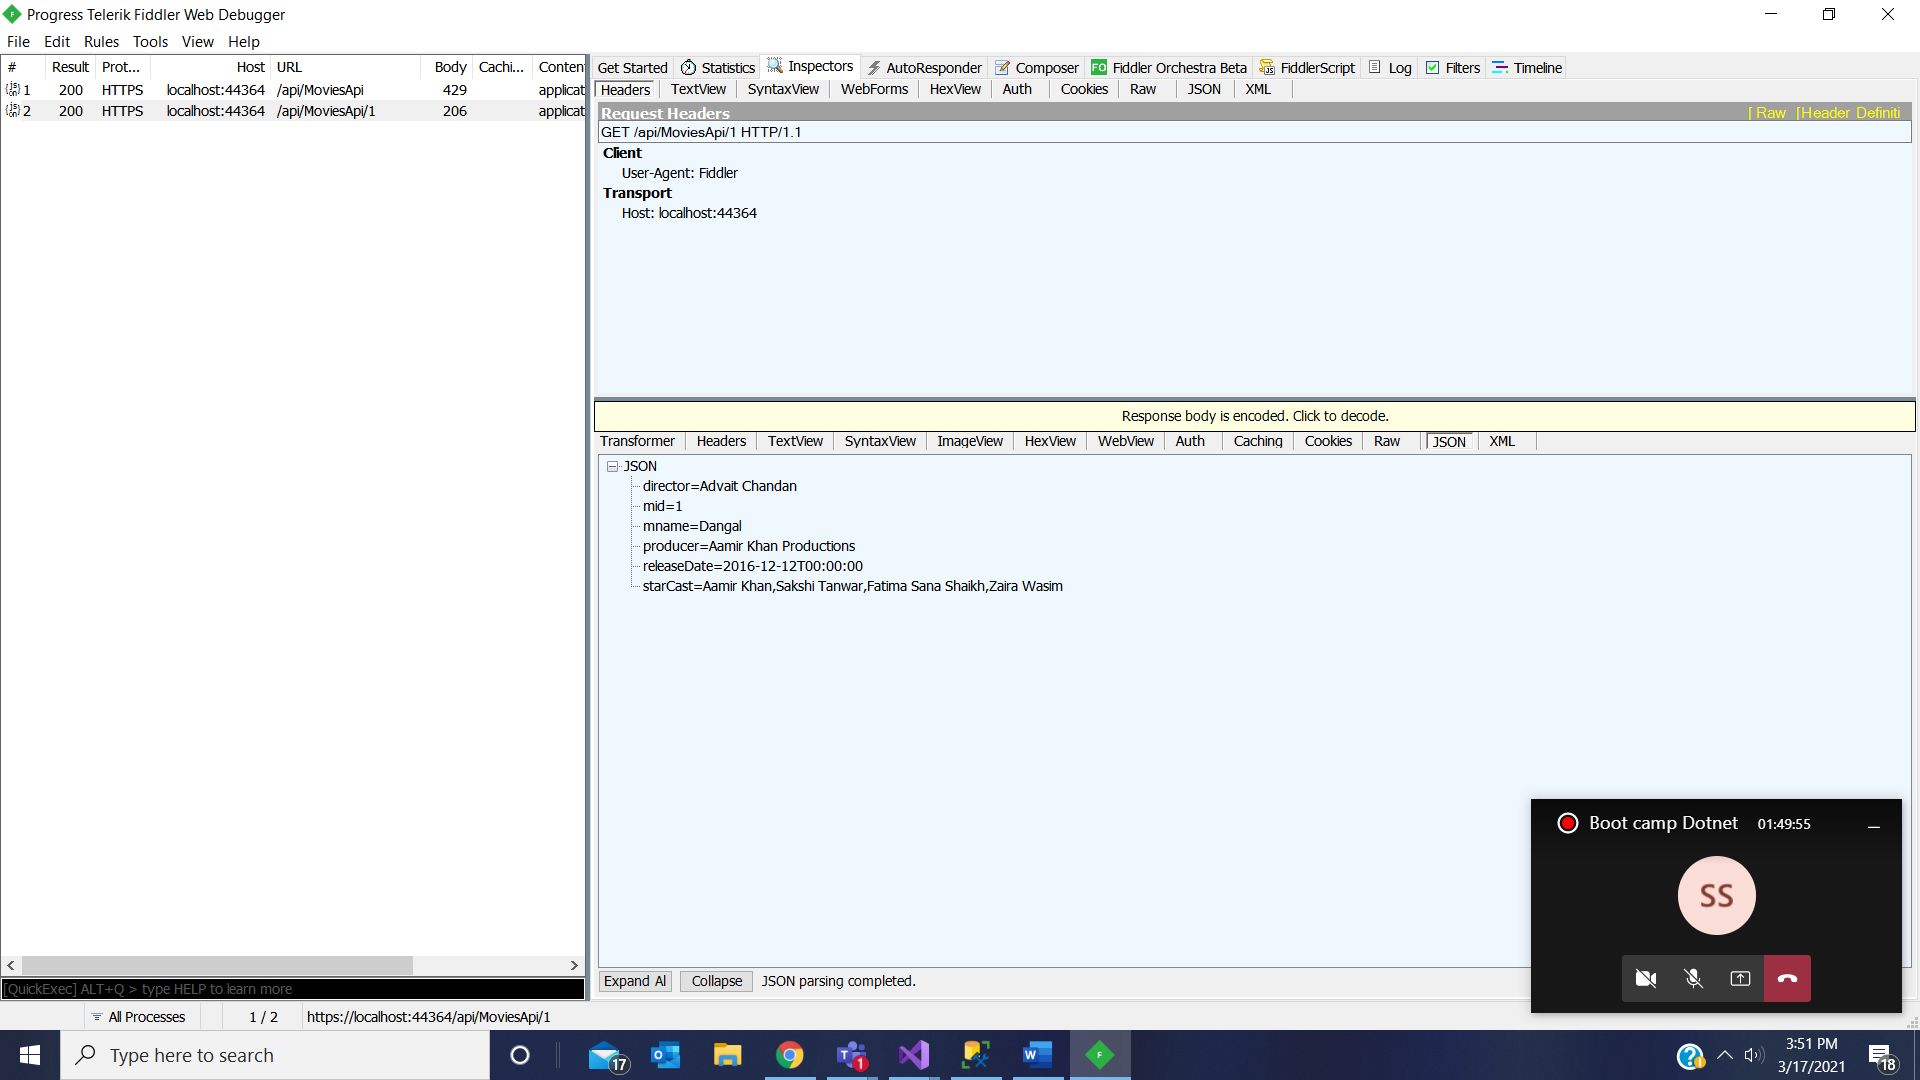 Progress Telerik Fiddler Web Debugger
File Edit Rules Tools View Help
# Result Prot... Host URL Body Cachi... Conten
1 200 HTTPS localhost:44364 /api/MoviesApi 429 applicat
2 200 HTTPS localhost:44364 /api/MoviesApi/1 206 applicat
Get Started Statistics Inspectors AutoResponder Composer FO Fiddler Orchestra Beta FiddlerScript Log Filters Timeline
Headers TextView SyntaxView WebForms HexView Auth Cookies Raw JSON XML
Request Headers [ Raw [Header Definiti
GET /api/MoviesApi/1 HTTP/1.1
Client
User-Agent: Fiddler
Transport
Host: localhost:44364
Response body is encoded. Click to decode.
Transformer Headers TextView SyntaxView ImageView HexView WebView Auth Caching Cookies Raw JSON XML
JSON
director=Advait Chandan
mid=1
mname=Dangal
producer=Aamir Khan Productions
releaseDate=2016-12-12T00:00:00
starCast=Aamir Khan,Sakshi Tanwar,Fatima Sana Shaikh,Zaira Wasim
Boot camp Dotnet 01:49:55
SS
Expand Al Collapse JSON parsing completed.
[QuickExec] ALT+Q > type HELP to learn more
All Processes 1 / 2 https://localhost:44364/api/MoviesApi/1
Type here to search
17
1
3:51 PM
3/17/2021
18